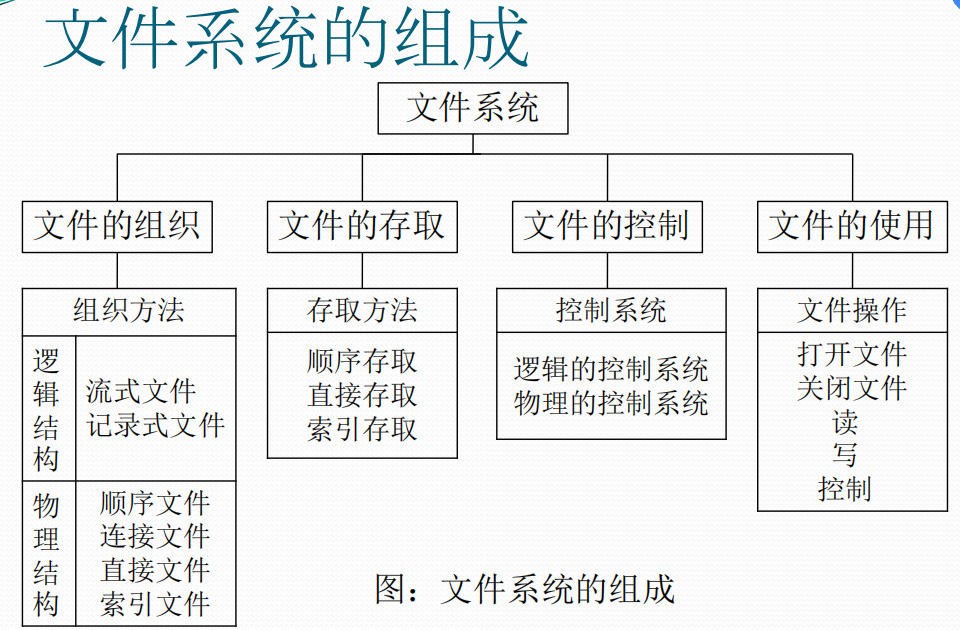 文件系统的组成
文件系统
文件的组织
文件的存取
文件的控制
文件的使用
组织方法
逻辑结构
流式文件
记录式文件
物理结构
顺序文件
连接文件
直接文件
索引文件
存取方法
顺序存取
直接存取
索引存取
控制系统
逻辑的控制系统
物理的控制系统
文件操作
打开文件
关闭文件
读
写
控制
图：文件系统的组成